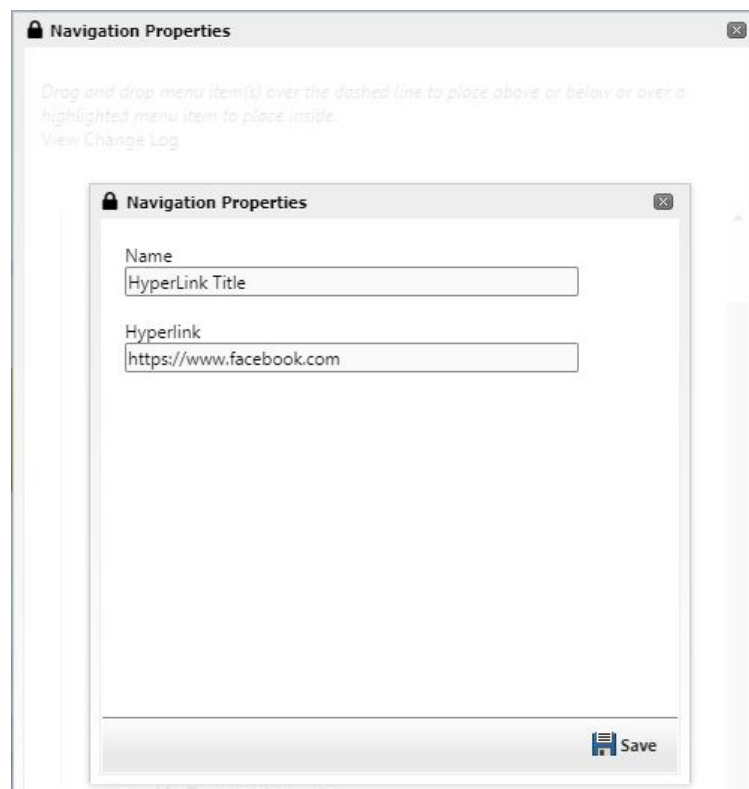 Navigation Properties
Drag and drop menu item(s) over the dashed line to place above or below or over a
highlighted menu item to place inside.
View Change Log
Navigation Properties
Name
HyperLink Title
Hyperlink
https://www.facebook.com
Save